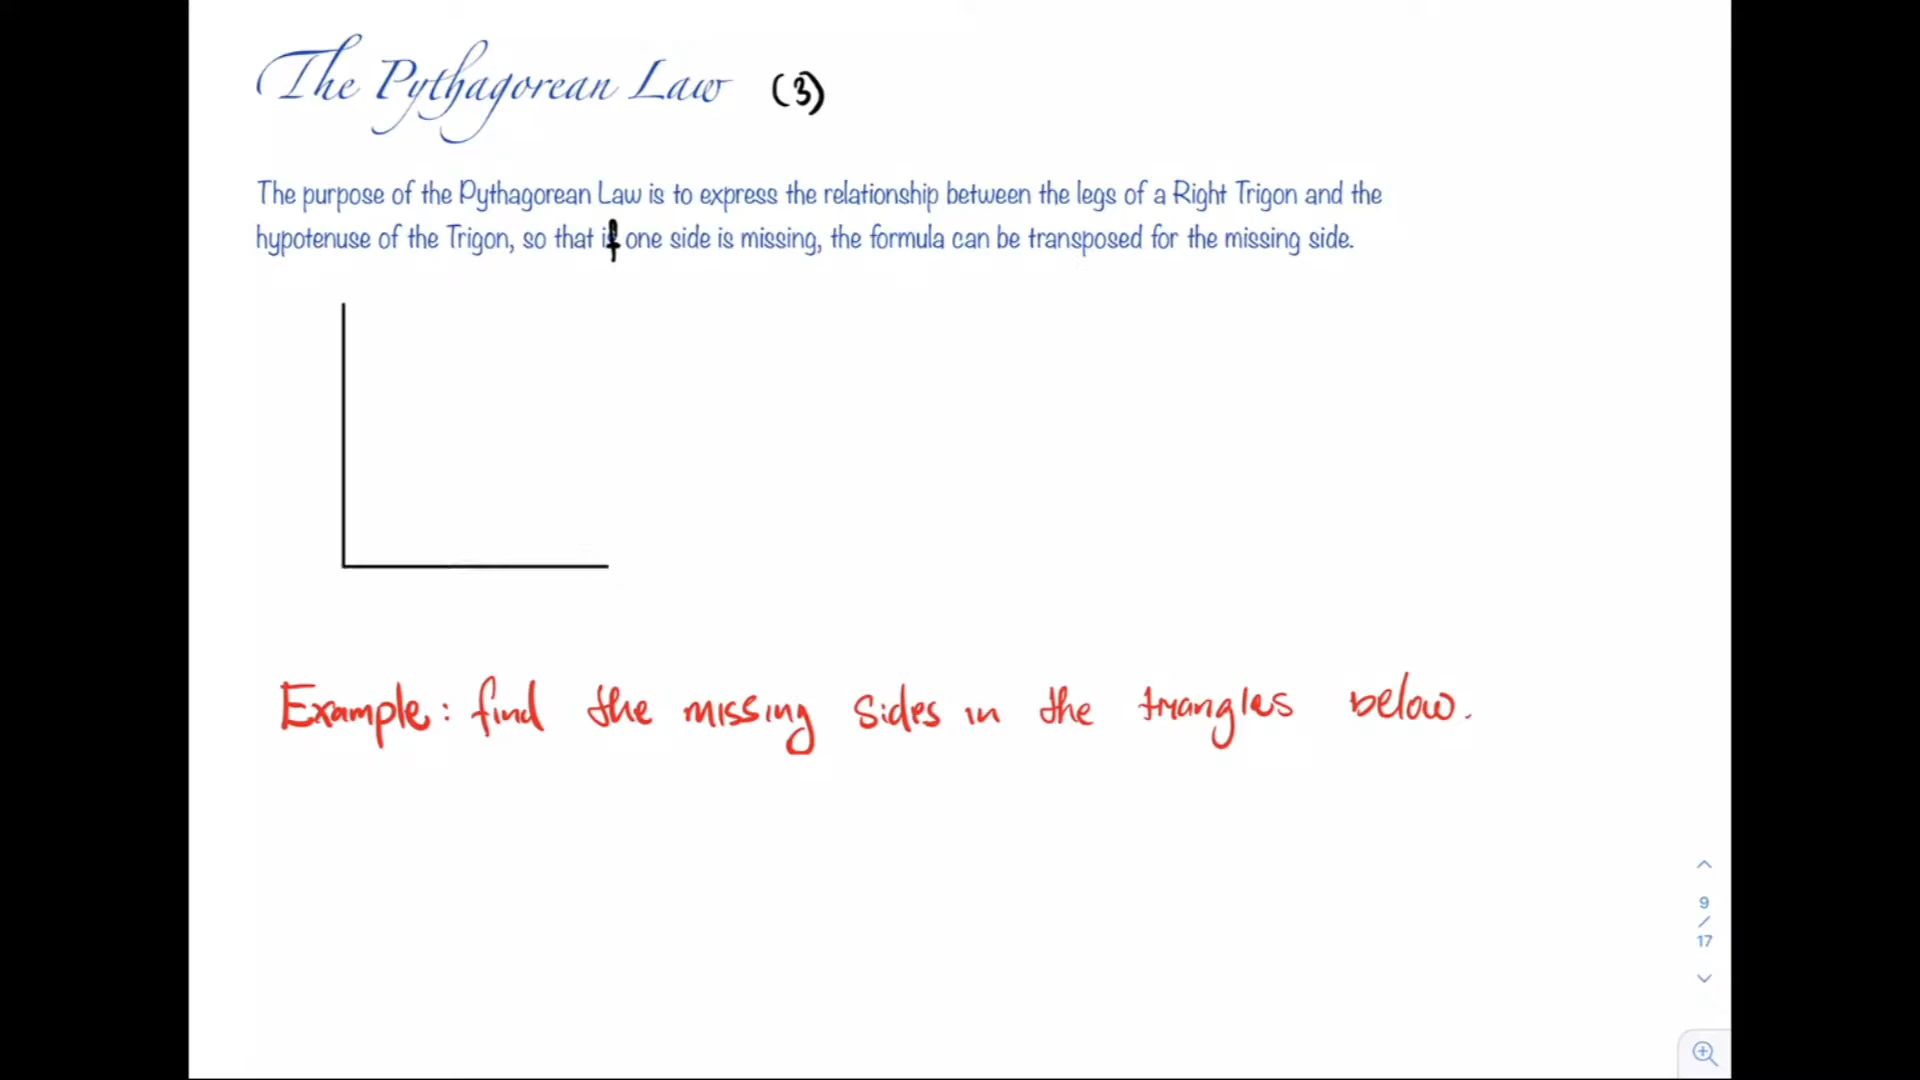 The Pythagorean Law (3)
The purpose of the Pythagorean Law is to express the relationship between the legs of a Right Trigon and the
hypotenuse of the Trigon, so that if one side is missing, the formula can be transposed for the missing side.
Example: find the missing sides in the triangles below.
9
/
17